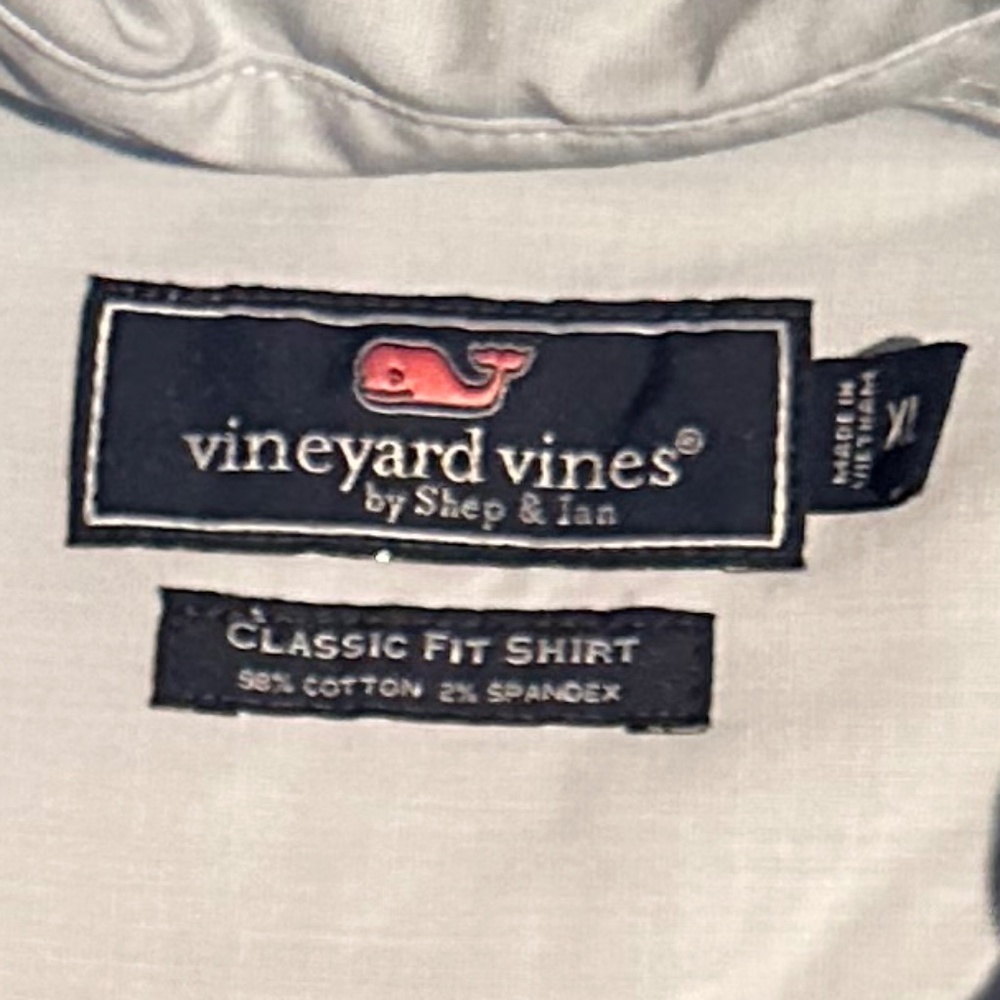 vineyard vines®
by Shep & Ian
MADE IN
VIETNAM
XL
CLASSIC FIT SHIRT
98% COTTON 2% SPANDEX